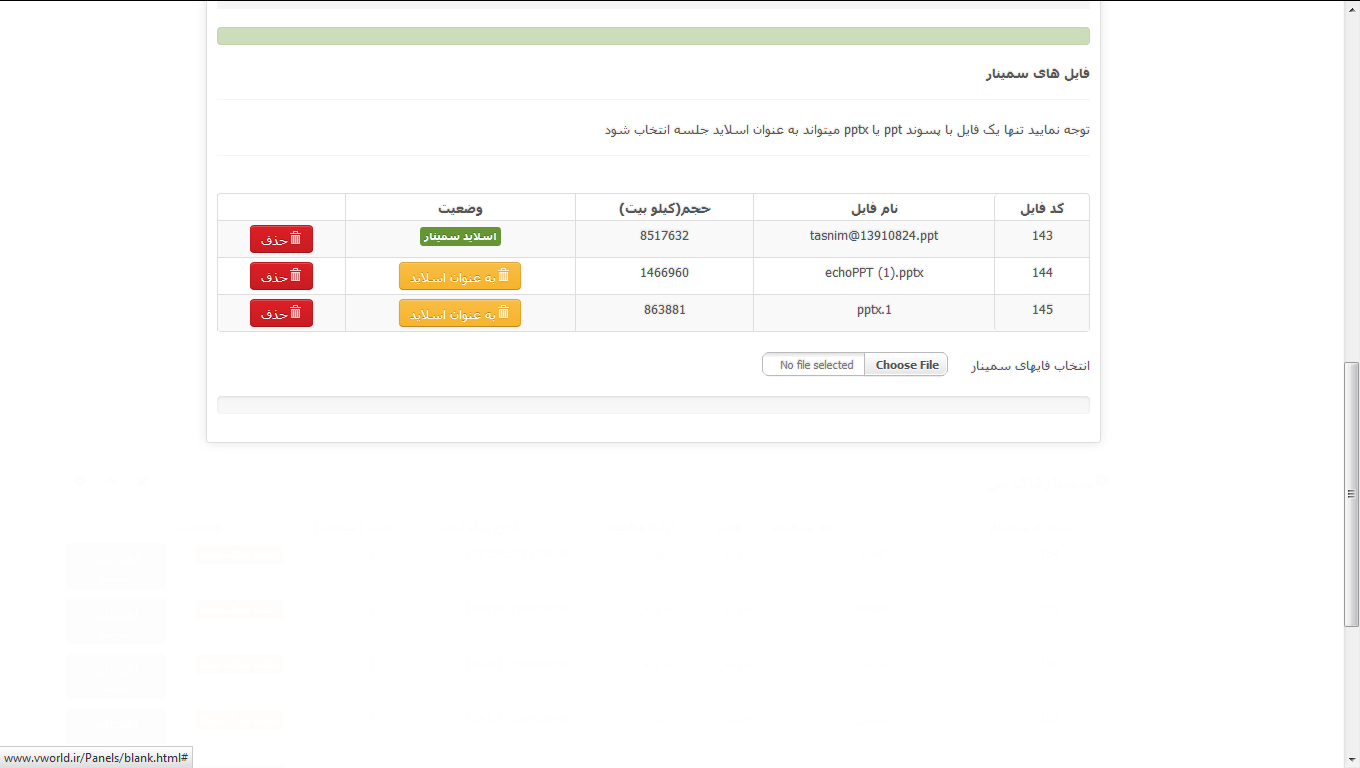 فایل های سمینار
توجه نمایید تنها یک فایل با پسوند ppt یا pptx میتواند به عنوان اسلاید جلسه انتخاب شود
کد فایل نام فایل حجم(کیلو بیت) وضعیت
143 tasnim@13910824.ppt 8517632 اسلاید سمینار حذف
144 echoPPT (1).pptx 1466960 به عنوان اسلاید حذف
145 pptx.1 863881 به عنوان اسلاید حذف
انتخاب فایهای سمینار Choose File No file selected
www.vworld.ir/Panels/blank.html#